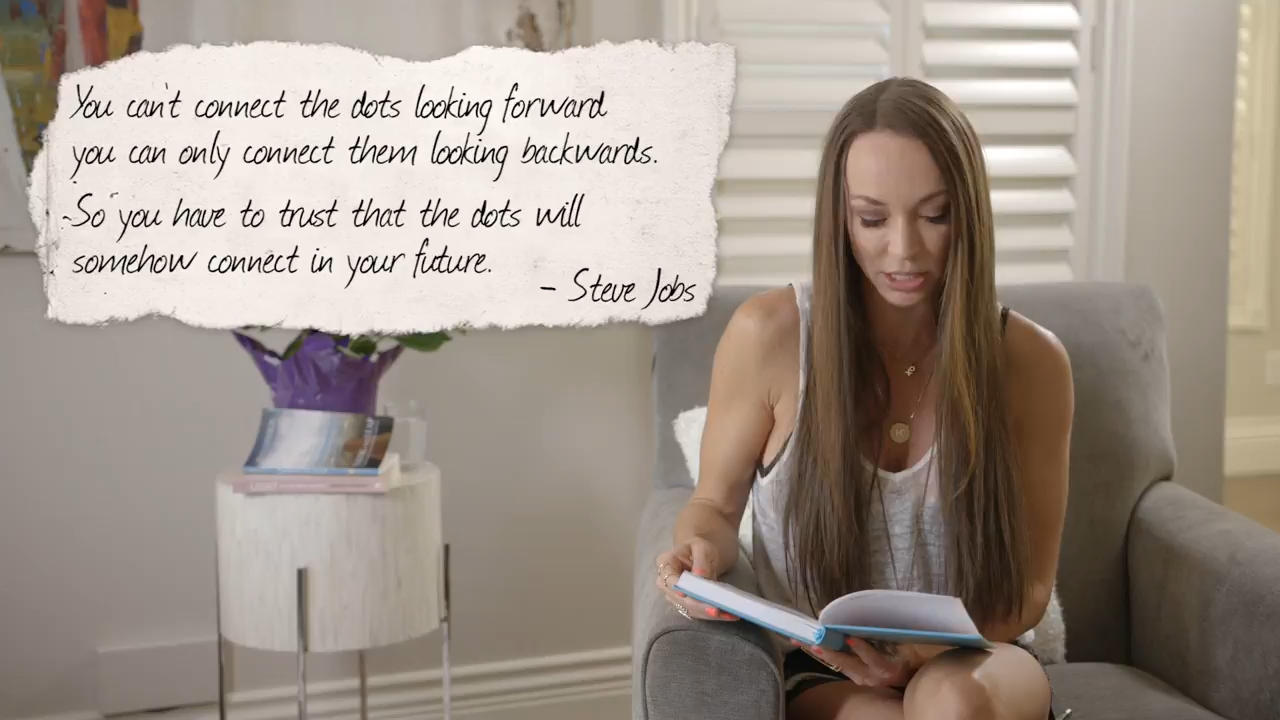 You can't connect the dots looking forward
you can only connect them looking backwards.
So you have to trust that the dots will
somehow connect in your future.
- Steve Jobs